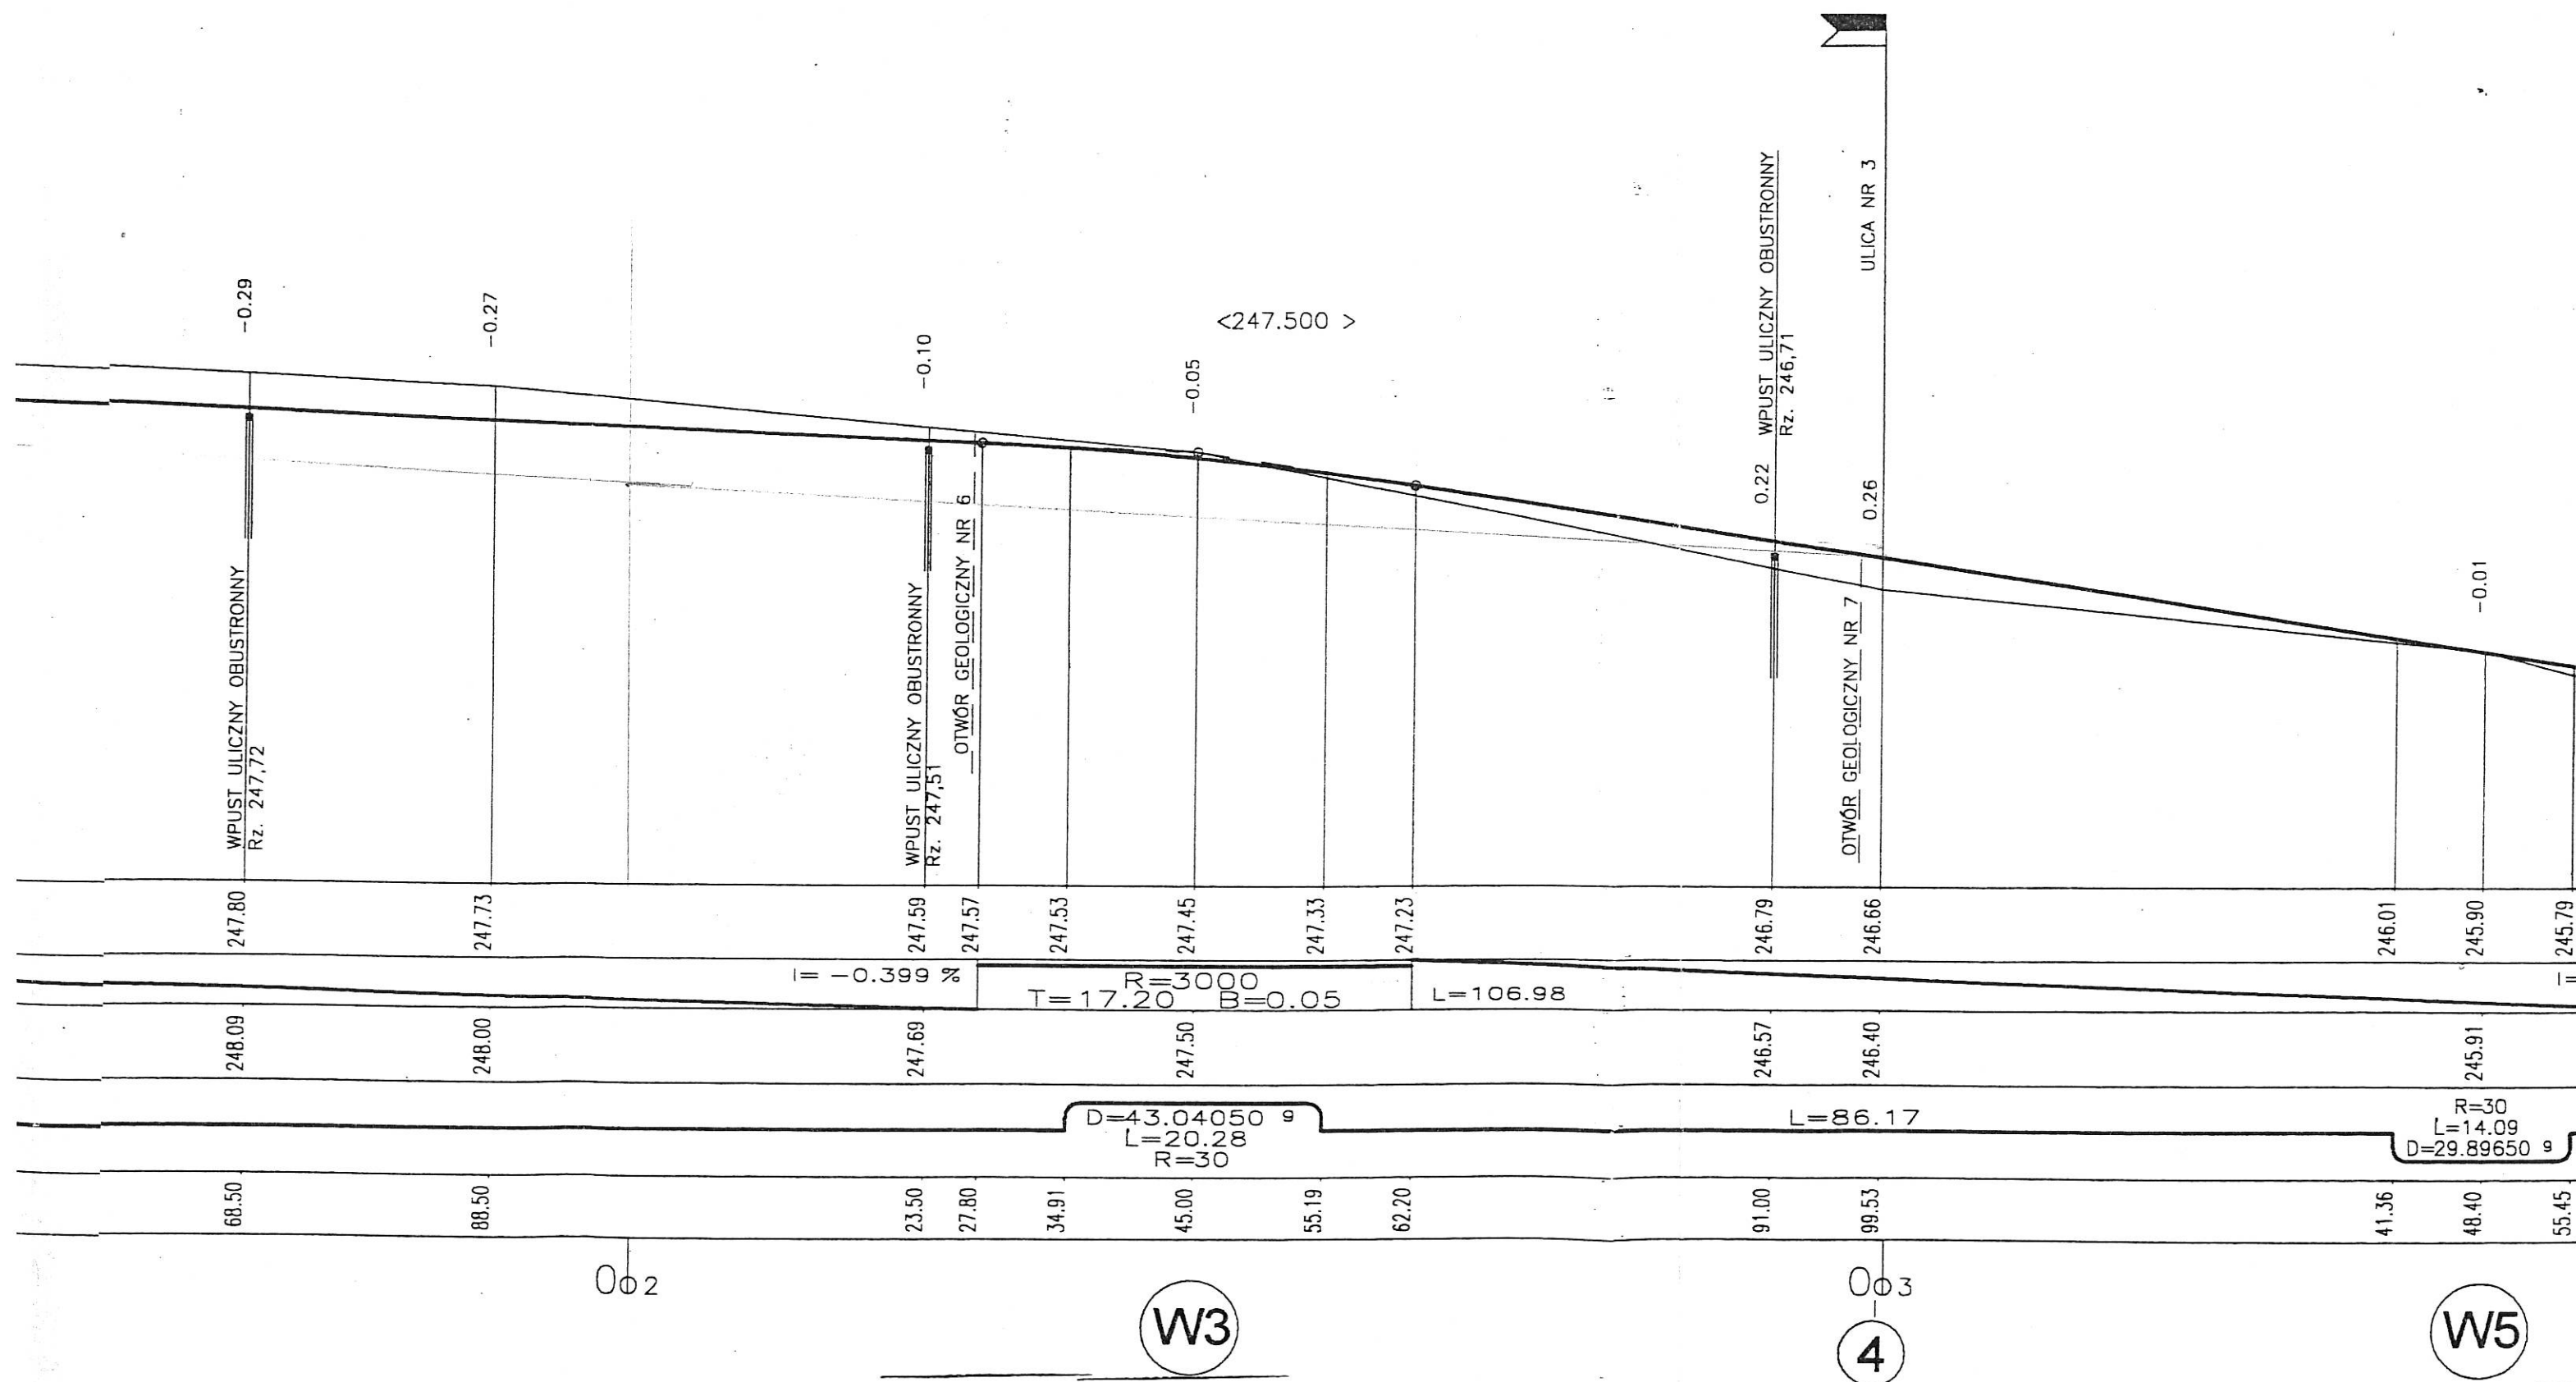 -0.29
-0.27
-0.10
-0.05
<247.500 >
0.22 WPUST ULICZNY OBUSTRONNY
Rz. 246,71
0.26 ULICA NR 3
-0.01
WPUST ULICZNY OBUSTRONNY
Rz. 247,72
WPUST ULICZNY OBUSTRONNY
Rz. 247,51
OTWÓR GEOLOGICZNY NR 6
OTWÓR GEOLOGICZNY NR 7
247.80 247.73 247.59 247.57 247.53 247.45 247.33 247.23 246.79 246.66 246.01 245.90 245.79
I= -0.399 %
R=3000
T=17.20 B=0.05
L=106.98
I=
248.09 248.00 247.69 247.50 246.57 246.40 245.91
D=43.04050 g
L=20.28
R=30
L=86.17
R=30
L=14.09
D=29.89650 g
68.50 88.50 23.50 27.80 34.91 45.00 55.19 62.20 91.00 99.53 41.36 48.40 55.45
0 2
0 3
W3
4
W5